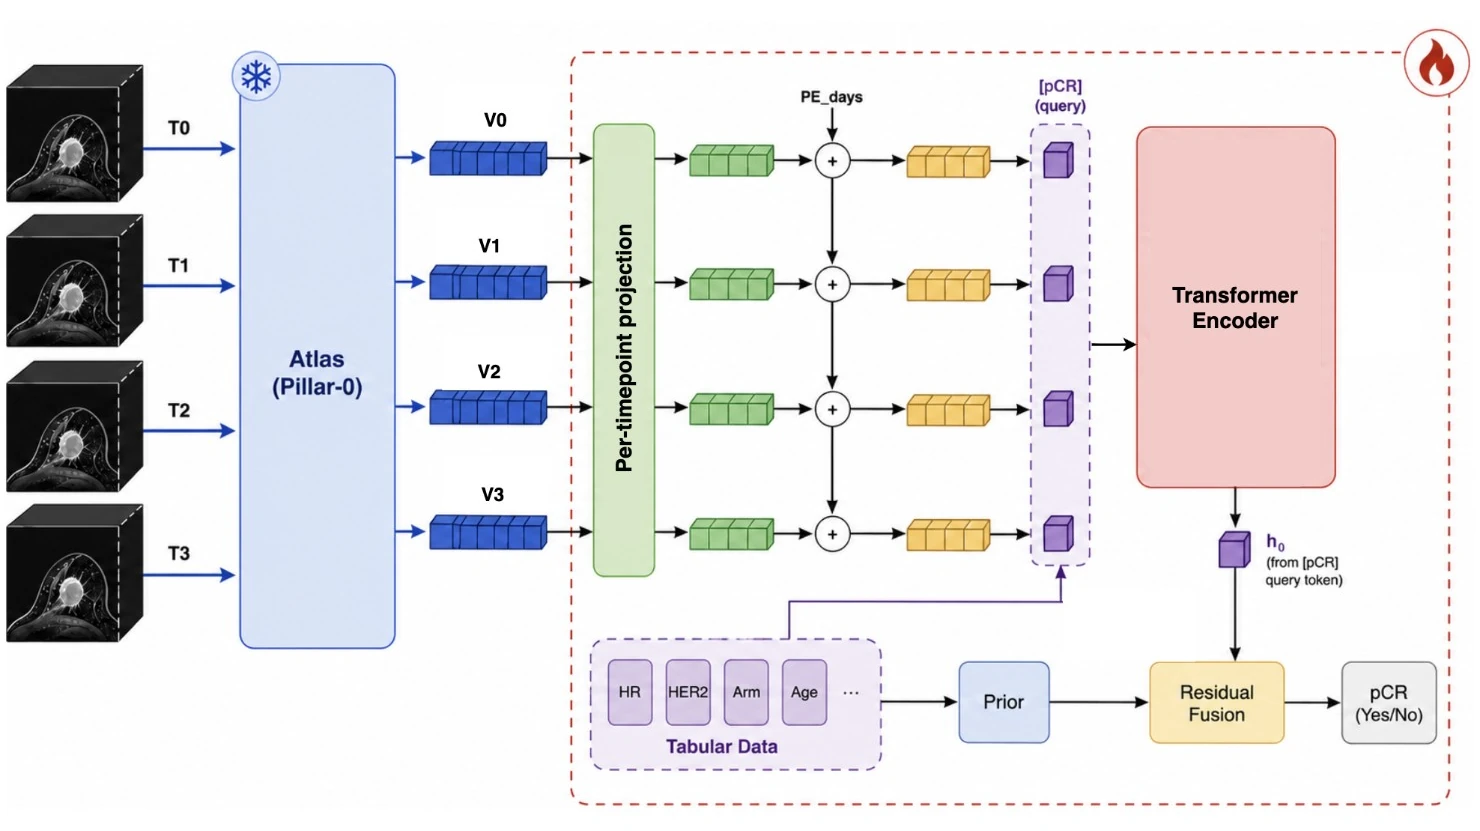 T0
T1
T2
T3
Atlas
(Pillar-0)
V0
V1
V2
V3
Per-timepoint projection
PE_days
+
+
+
+
[pCR]
(query)
Transformer
Encoder
h₀
(from [pCR]
query token)
HR
HER2
Arm
Age
...
Tabular Data
Prior
Residual
Fusion
pCR
(Yes/No)